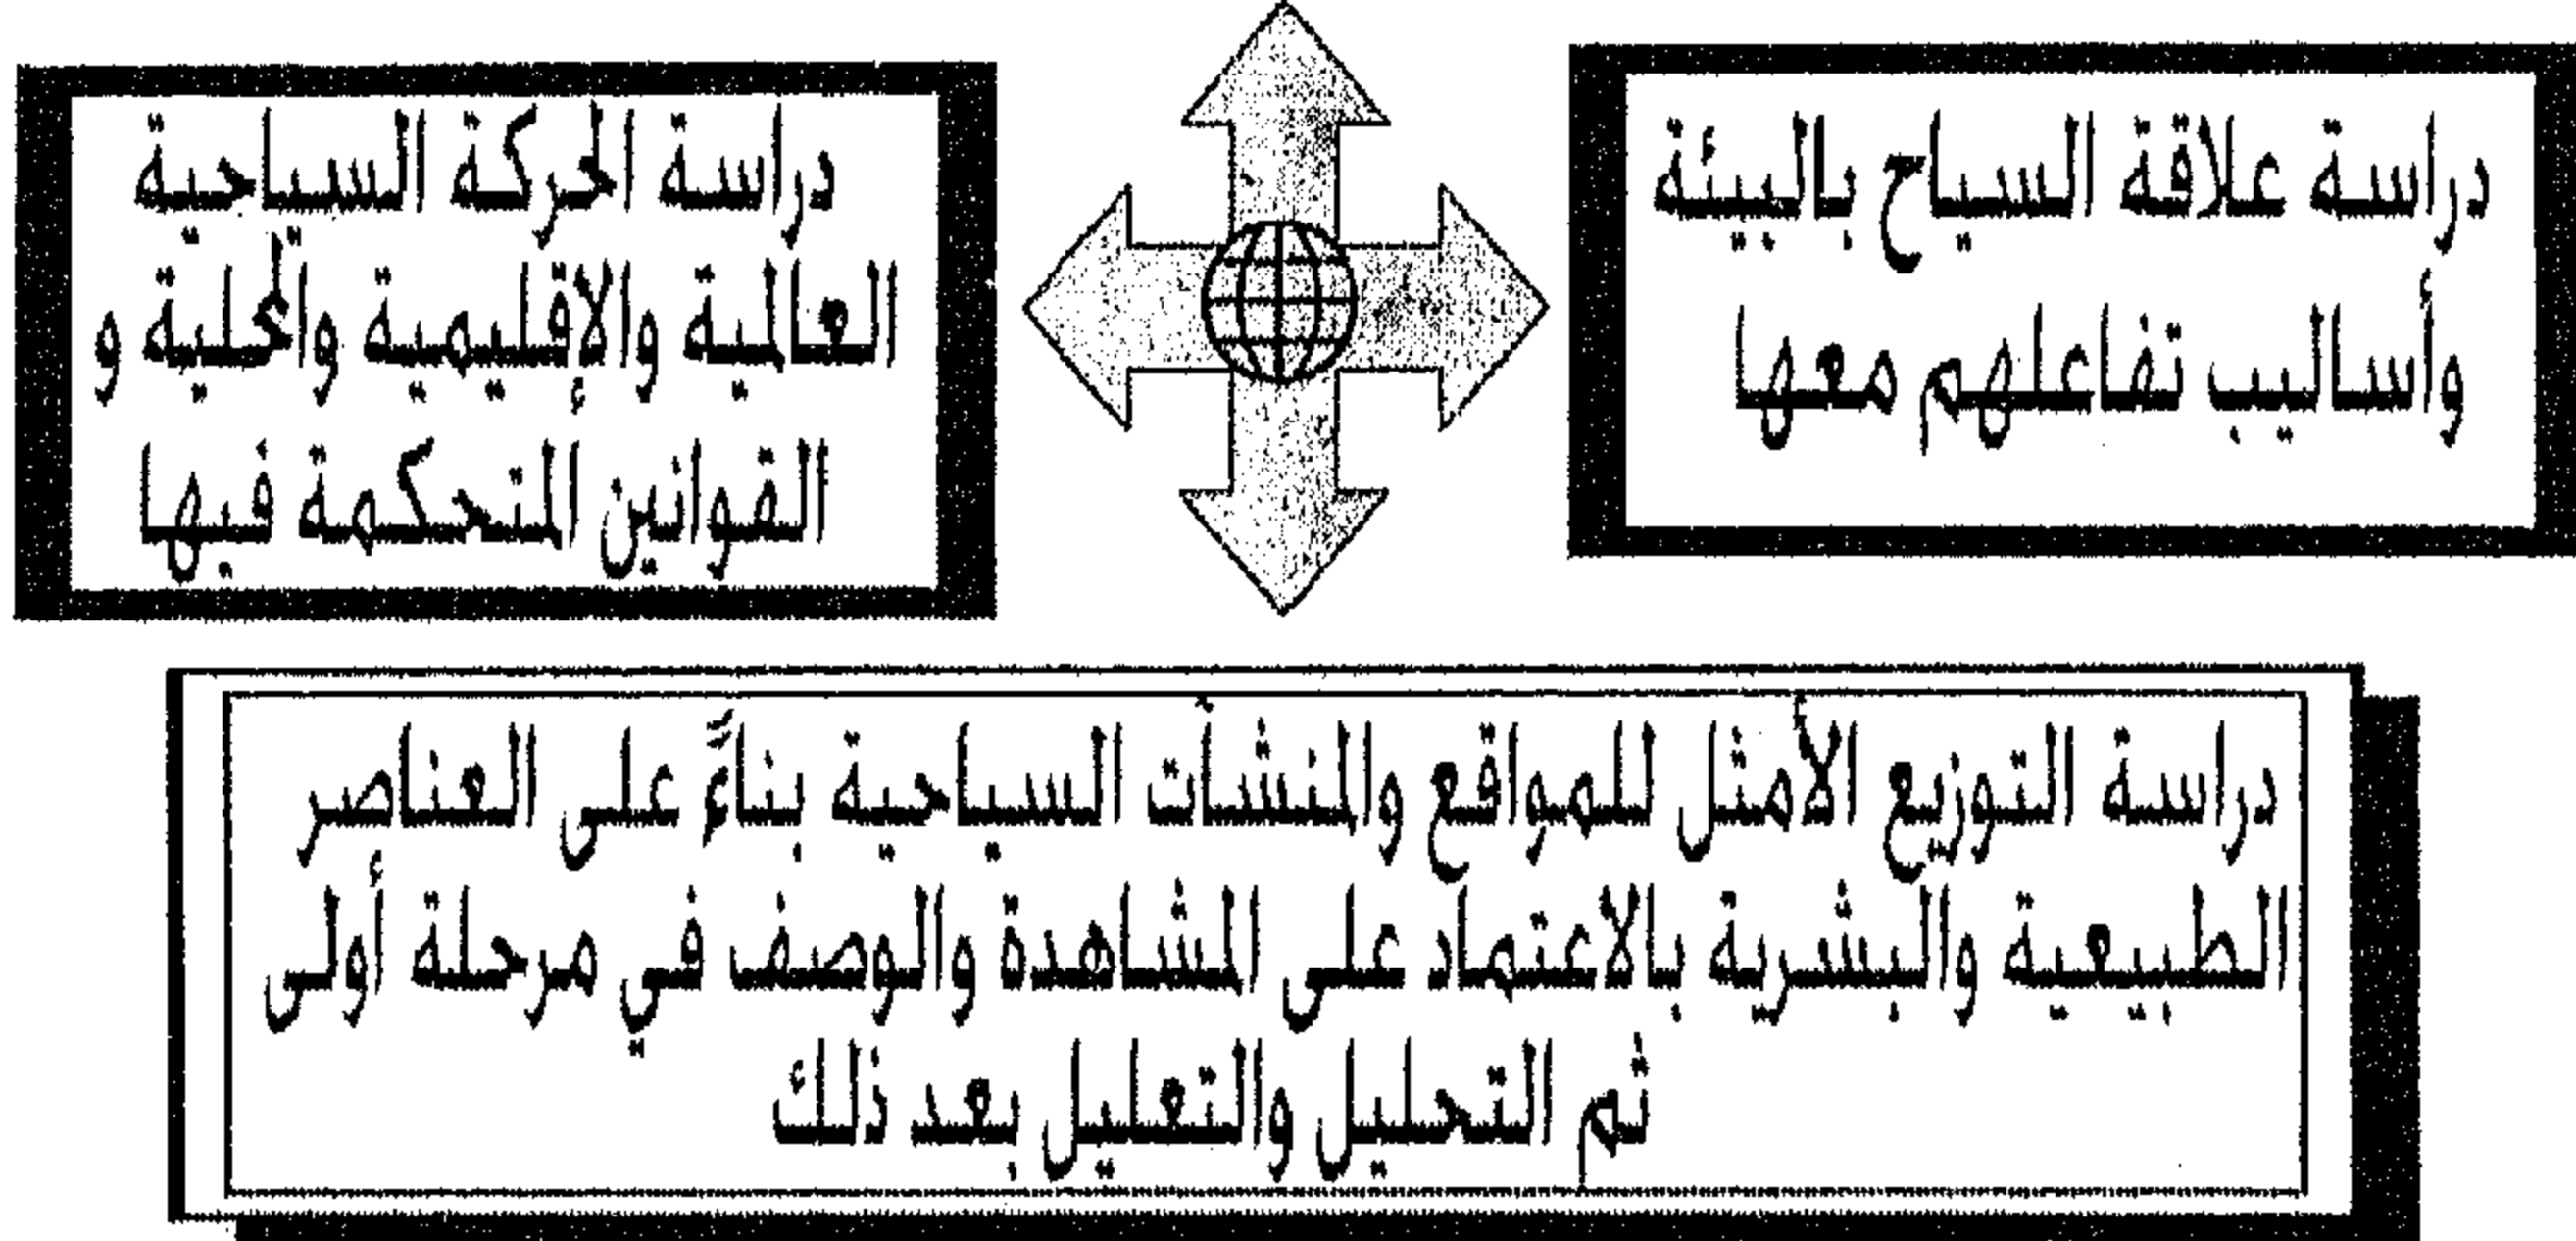 دراسة علاقة السياح بالبيئة
وأساليب تفاعلهم معها
دراسة الحركة السياحية
العالمية والإقليمية والمحلية و
القوانين المتحكمة فيها
دراسة التوزيع الأمثل للمواقع والمنشآت السياحية بناءً على العناصر
الطبيعية والبشرية بالاعتماد على المشاهدة والوصف في مرحلة أولى
ثم التحليل والتعليل بعد ذلك